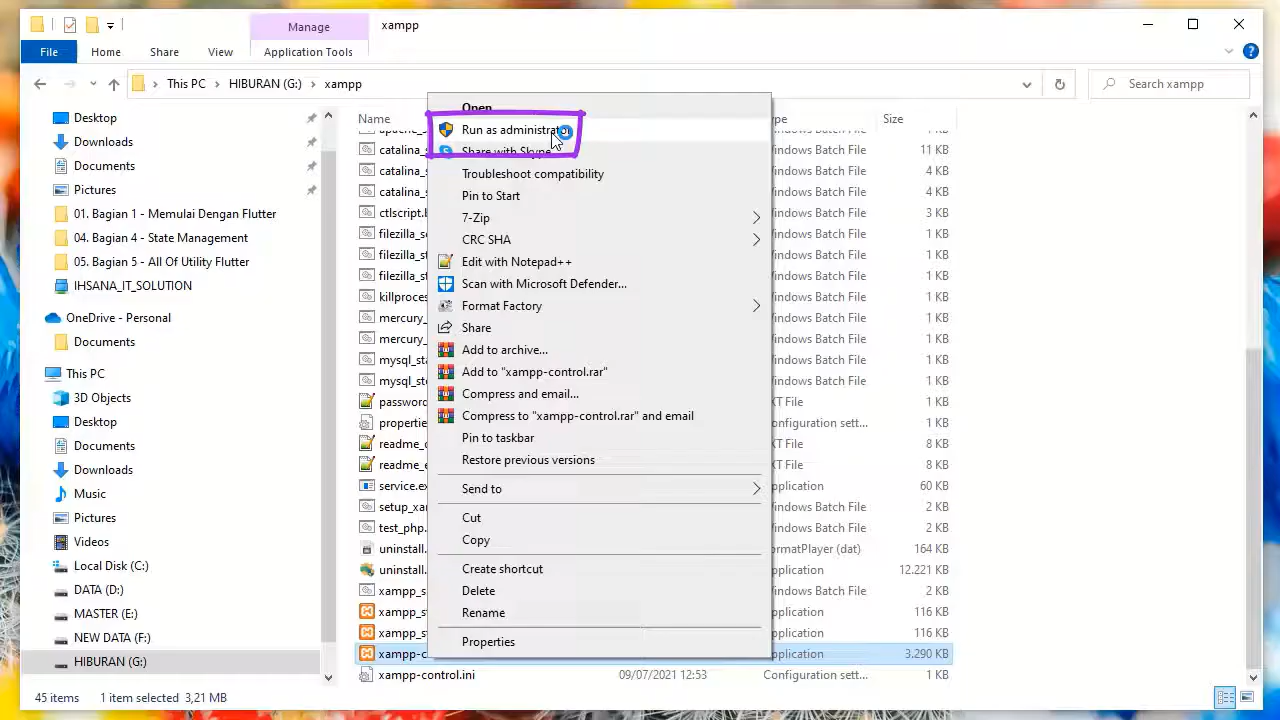 Manage
xampp
File
Home
Share
View
Application Tools
This PC
HIBURAN (G:)
xampp
Search xampp
Desktop
Downloads
Documents
Pictures
01. Bagian 1 - Memulai Dengan Flutter
04. Bagian 4 - State Management
05. Bagian 5 - All Of Utility Flutter
IHSANA_IT_SOLUTION
OneDrive - Personal
Documents
This PC
3D Objects
Desktop
Documents
Downloads
Music
Pictures
Videos
Local Disk (C:)
DATA (D:)
MASTER (E:)
NEW DATA (F:)
HIBURAN (G:)
Name
ype
Size
catalina_s
indows Batch File
11 KB
catalina_s
indows Batch File
4 KB
catalina_s
indows Batch File
4 KB
ctlscript.b
indows Batch File
3 KB
filezilla_s
indows Batch File
1 KB
filezilla_st
indows Batch File
1 KB
filezilla_st
indows Batch File
1 KB
killproces
indows Batch File
1 KB
mercury_
indows Batch File
1 KB
mercury_
indows Batch File
1 KB
mysql_sta
indows Batch File
1 KB
mysql_sto
indows Batch File
1 KB
password
XT File
1 KB
propertie
onfiguration sett...
1 KB
readme_d
XT File
8 KB
readme_e
XT File
8 KB
service.ex
pplication
60 KB
setup_xar
indows Batch File
2 KB
test_php.
indows Batch File
2 KB
uninstall.
ormatPlayer (dat)
164 KB
uninstall.
pplication
12.221 KB
xampp_s
indows Batch File
2 KB
xampp_st
pplication
116 KB
xampp_st
pplication
116 KB
xampp-c
pplication
3.290 KB
xampp-control.ini
09/07/2021 12:53
Configuration sett...
1 KB
Open
Run as administrator
Share with Skype
Troubleshoot compatibility
Pin to Start
7-Zip
CRC SHA
Edit with Notepad++
Scan with Microsoft Defender...
Format Factory
Share
Add to archive...
Add to "xampp-control.rar"
Compress and email...
Compress to "xampp-control.rar" and email
Pin to taskbar
Restore previous versions
Send to
Cut
Copy
Create shortcut
Delete
Rename
Properties
45 items
1 item selected 3,21 MB